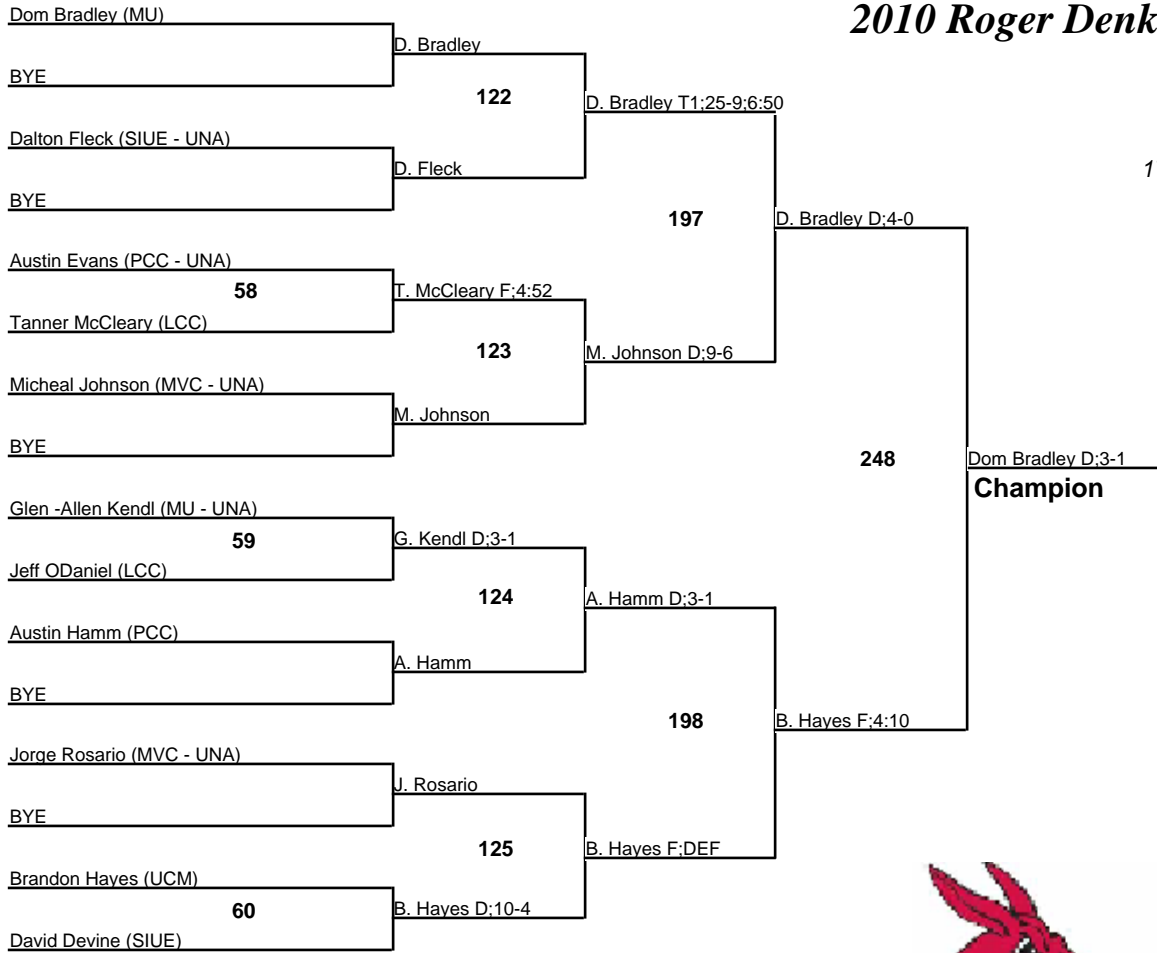 2010 Roger Denk
Dom Bradley (MU)
D. Bradley
BYE
122
D. Bradley T1;25-9;6:50
Dalton Fleck (SIUE - UNA)
D. Fleck
1
BYE
197
D. Bradley D;4-0
Austin Evans (PCC - UNA)
58
T. McCleary F;4:52
Tanner McCleary (LCC)
123
M. Johnson D;9-6
Micheal Johnson (MVC - UNA)
M. Johnson
BYE
248
Dom Bradley D;3-1
Champion
Glen -Allen Kendl (MU - UNA)
59
G. Kendl D;3-1
Jeff ODaniel (LCC)
124
A. Hamm D;3-1
Austin Hamm (PCC)
A. Hamm
BYE
198
B. Hayes F;4:10
Jorge Rosario (MVC - UNA)
J. Rosario
BYE
125
B. Hayes F;DEF
Brandon Hayes (UCM)
60
B. Hayes D;10-4
David Devine (SIUE)